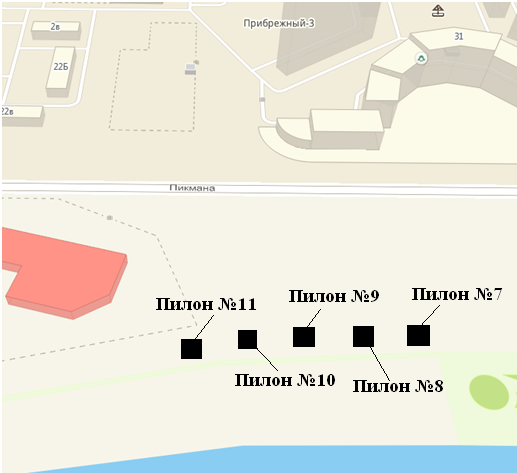 Прибрежный-3
2в
31
22Б
22в
Пикмана
Пилон №11
Пилон №9
Пилон №7
Пилон №10
Пилон №8